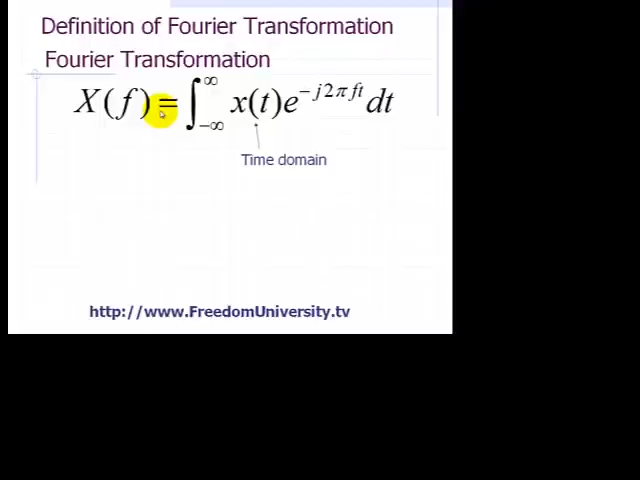 Definition of Fourier Transformation
Fourier Transformation
X(f) = ∫_{-∞}^{∞} x(t)e^{-j2πft} dt
Time domain
http://www.FreedomUniversity.tv